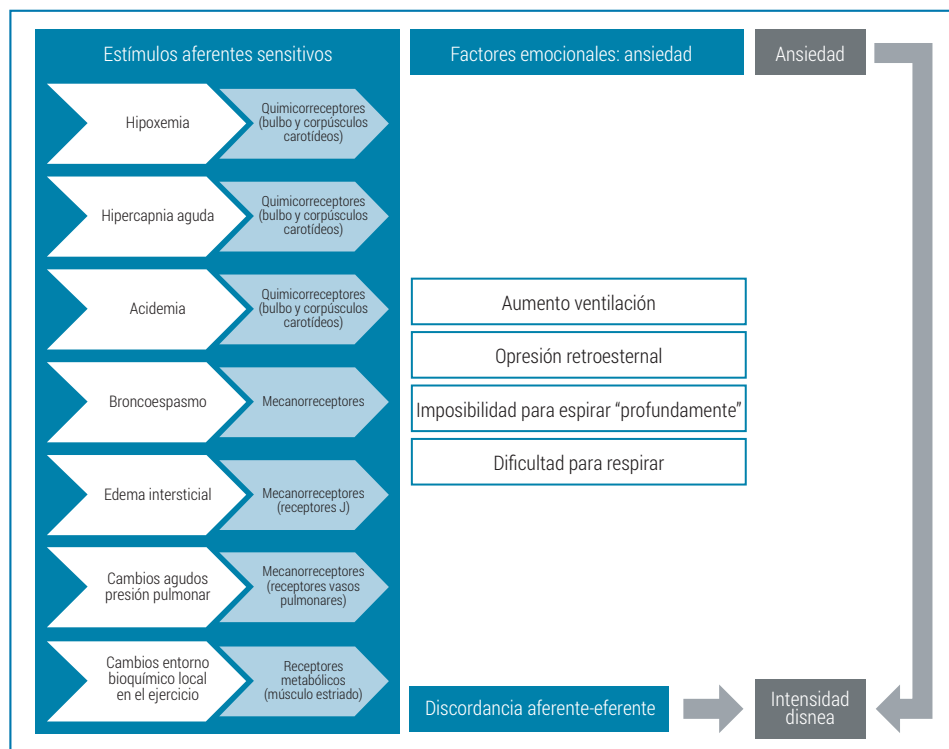 Estímulos aferentes sensitivos
Factores emocionales: ansiedad
Ansiedad
Hipoxemia
Quimicorreceptores
(bulbo y corpúsculos
carotídeos)
Hipercapnia aguda
Quimicorreceptores
(bulbo y corpúsculos
carotídeos)
Acidemia
Quimicorreceptores
(bulbo y corpúsculos
carotídeos)
Broncoespasmo
Mecanorreceptores
Edema intersticial
Mecanorreceptores
(receptores J)
Cambios agudos
presión pulmonar
Mecanorreceptores
(receptores vasos
pulmonares)
Cambios entorno
bioquímico local
en el ejercicio
Receptores
metabólicos
(músculo estriado)
Aumento ventilación
Opresión retroesternal
Imposibilidad para espirar “profundamente”
Dificultad para respirar
Discordancia aferente-eferente
Intensidad
disnea